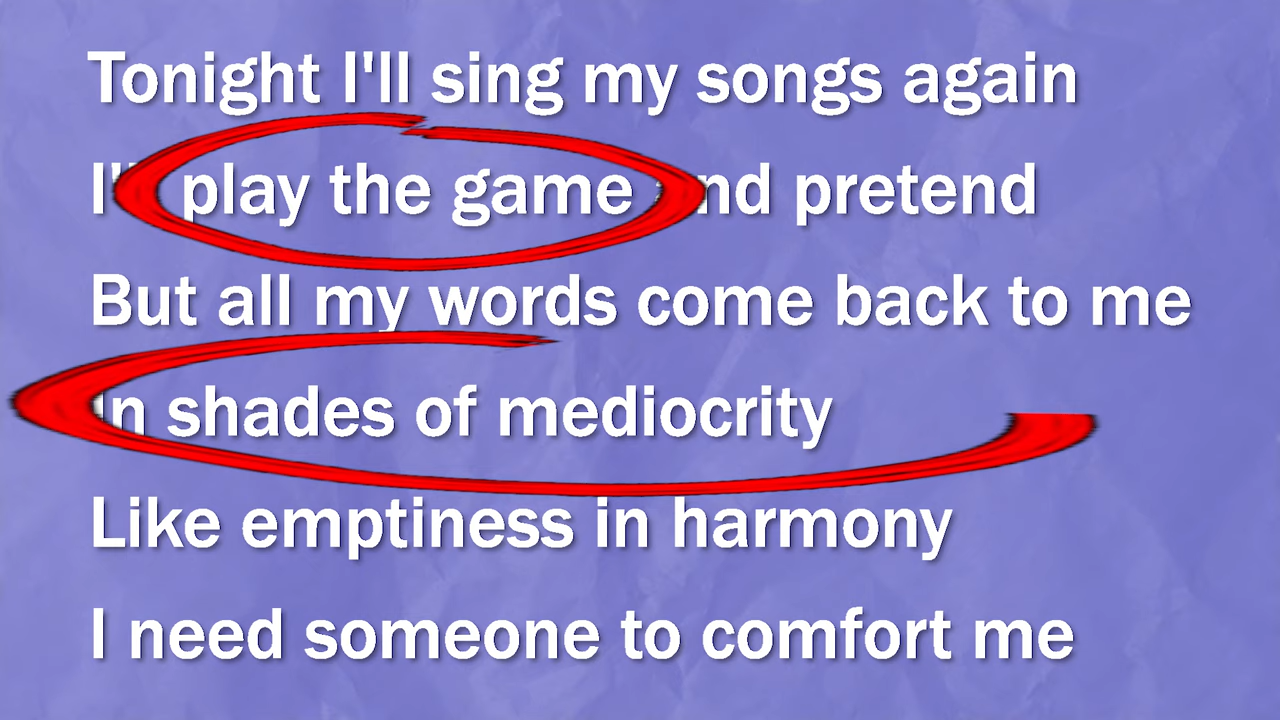 Tonight I'll sing my songs again
I'll play the game and pretend
But all my words come back to me
In shades of mediocrity
Like emptiness in harmony
I need someone to comfort me